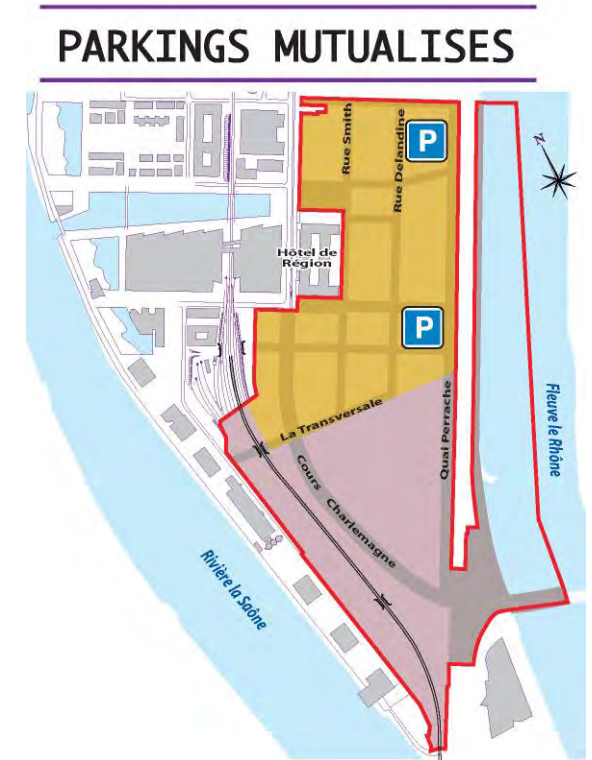 PARKINGS MUTUALISES
Rue Smith
Rue Delandine
P
N
Hôtel de
Région
P
La Transversale
Quai Perrache
Fleuve le Rhône
Cours Charlemagne
Rivière la Saône